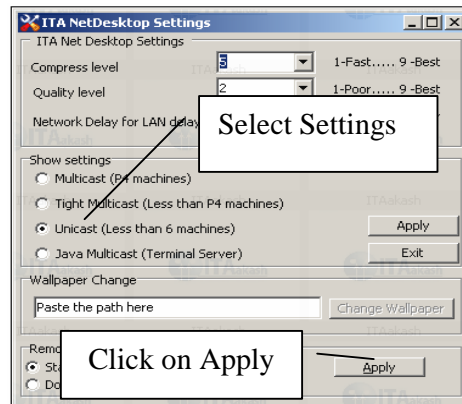 ITA NetDesktop Settings
ITA Net Desktop Settings
Compress level 5 1-Fast..... 9 -Best
Quality level 2 1-Poor.... 9 -Best
Network Delay for LAN delay
Select Settings
Show settings
Multicast (P4 machines)
Tight Multicast (Less than P4 machines)
Unicast (Less than 6 machines) Apply
Java Multicast (Terminal Server) Exit
Wallpaper Change
Paste the path here Change Wallpaper
Click on Apply
Apply